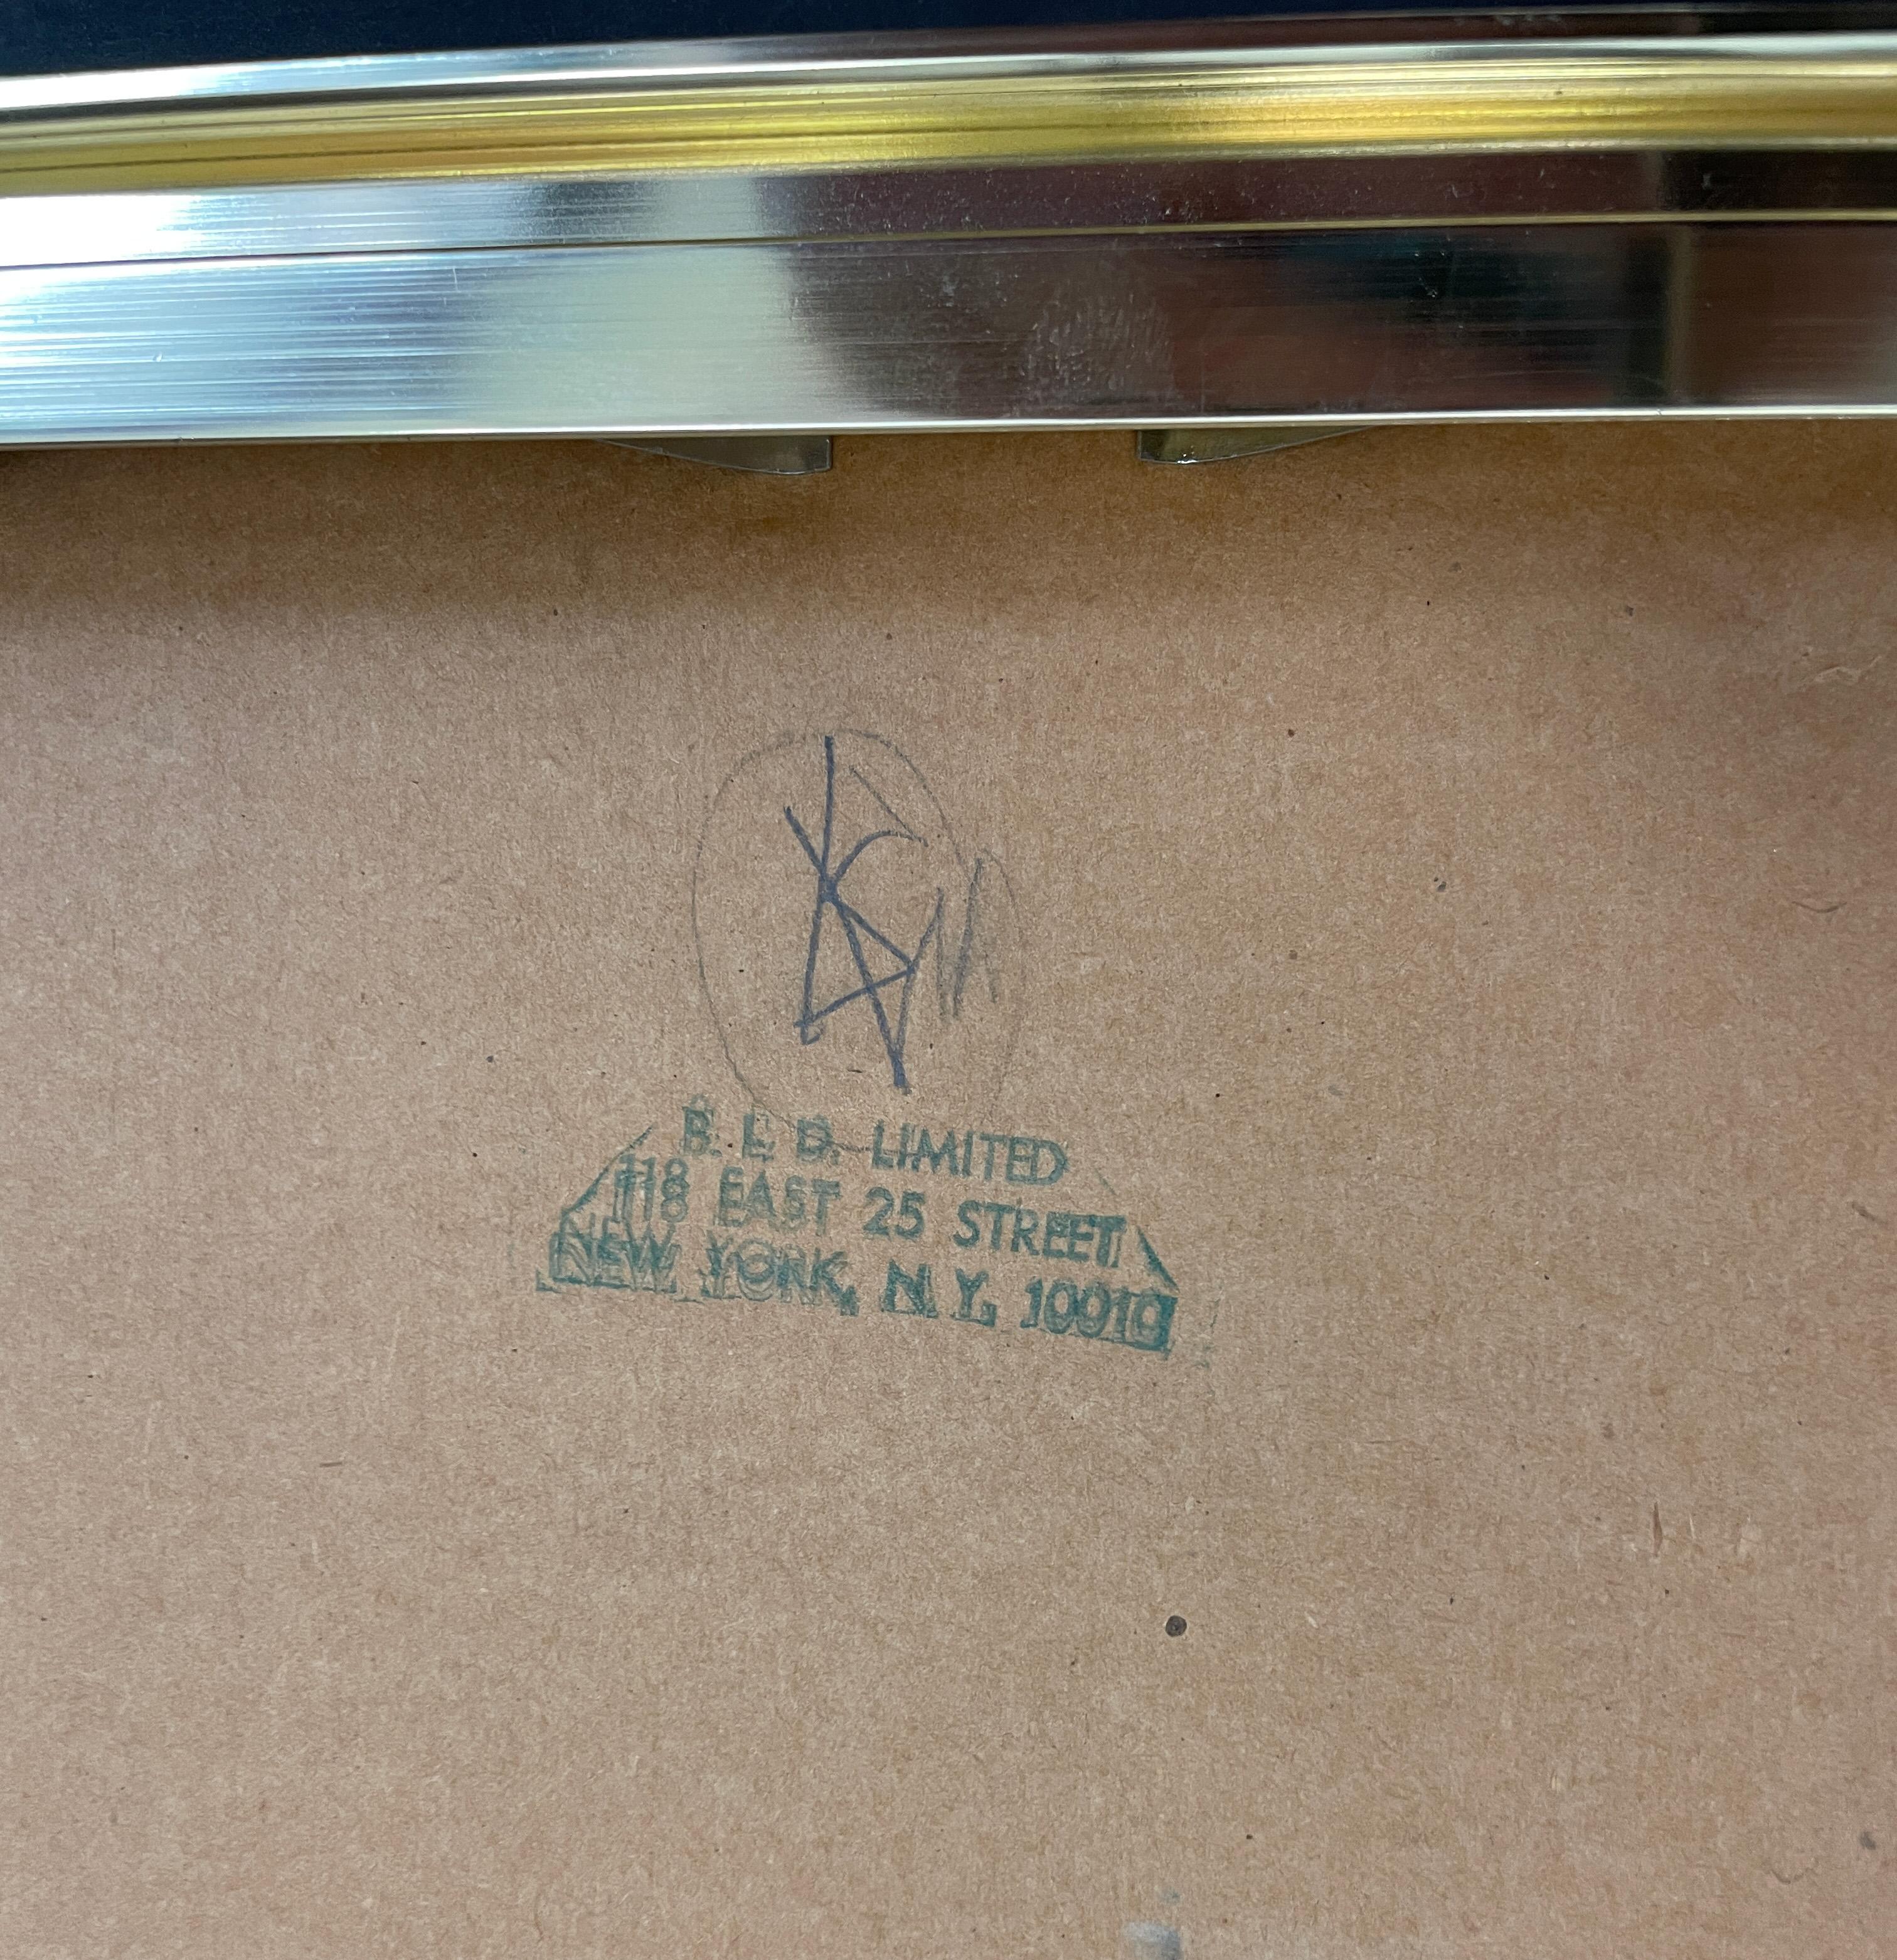 B. L. D. LIMITED
118 EAST 25 STREET
NEW YORK, N. Y. 10010